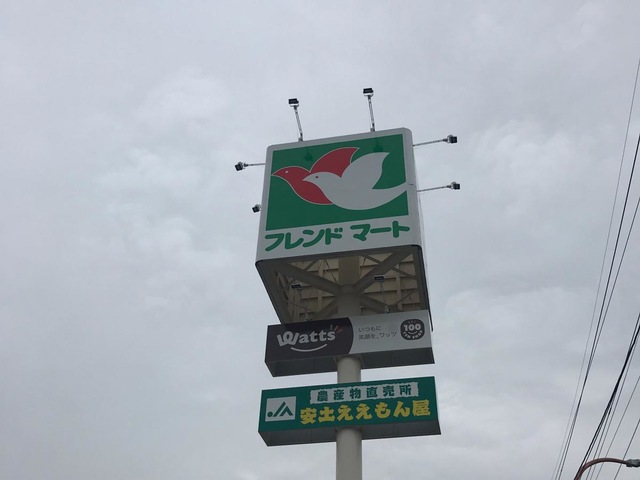 フレンド マート
Watts
いつもに
笑顔を、ワッツ
100
農産物直売所
JA
安土ええもん屋